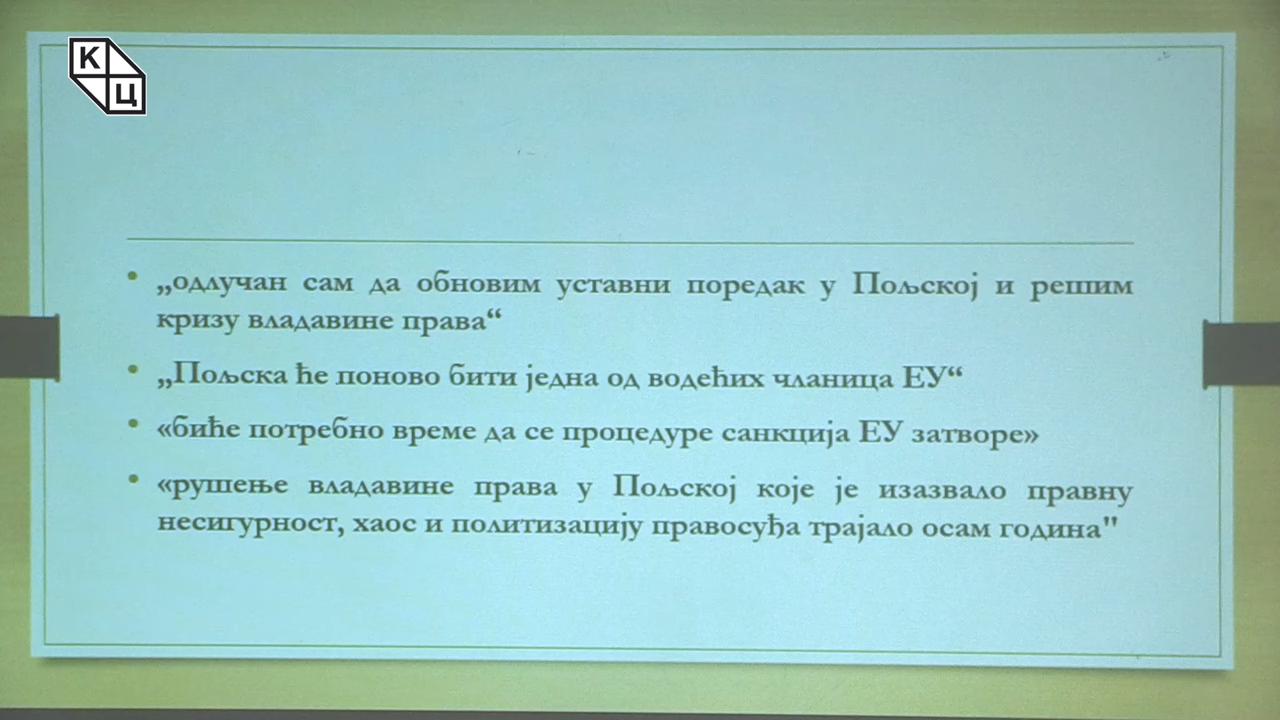 К
Ц
• „одлучан сам да обновим уставни поредак у Пољској и решим
кризу владавине права“
• „Пољска ће поново бити једна од водећих чланица ЕУ“
• «биће потребно време да се процедуре санкција ЕУ затворе»
• «рушење владавине права у Пољској које је изазвало правну
несигурност, хаос и политизацију правосуђа трајало осам година"